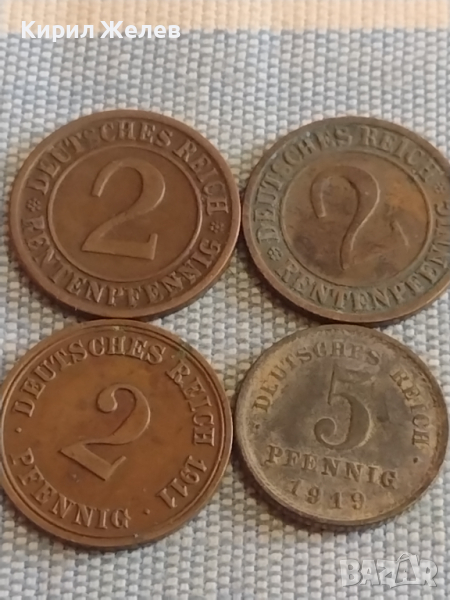 Кирил Желев
DEUTSCHES REICH
2
RENTENPFENNIG
DEUTSCHES REICH
2
RENTENPFENNIG
DEUTSCHES REICH 1911
2
PFENNIG
DEUTSCHES REICH
5
PFENNIG
1919
BAZAR